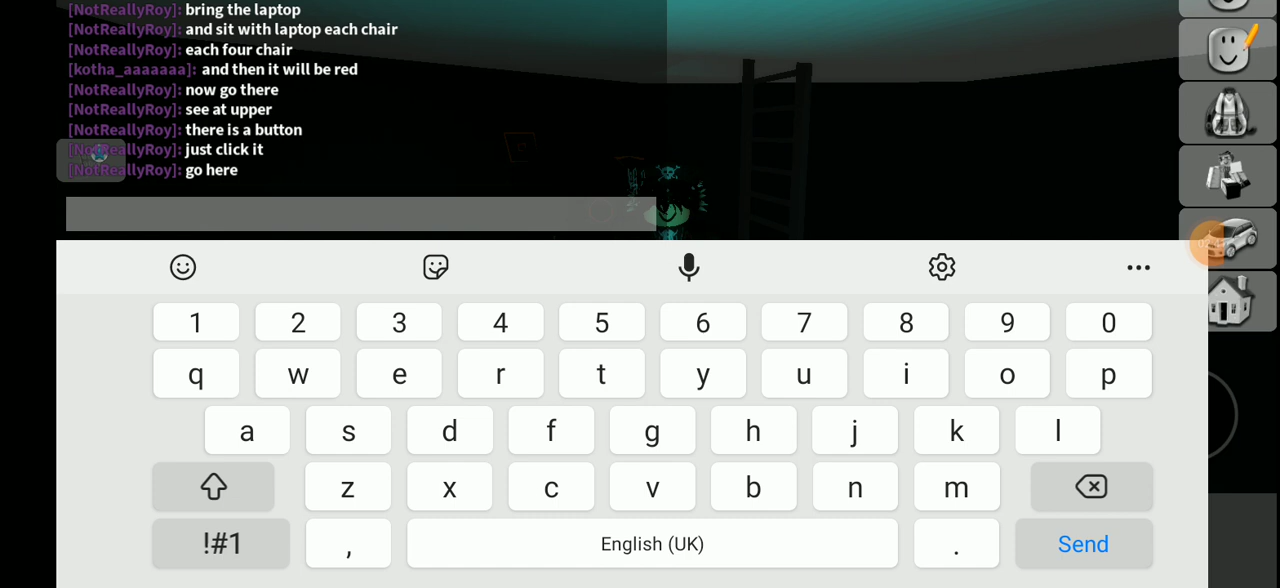 [NotReallyRoy]: bring the laptop
[NotReallyRoy]: and sit with laptop each chair
[NotReallyRoy]: each four chair
[kotha_aaaaaaa]: and then it will be red
[NotReallyRoy]: now go there
[NotReallyRoy]: see at upper
[NotReallyRoy]: there is a button
[NotReallyRoy]: just click it
[NotReallyRoy]: go here
1 2 3 4 5 6 7 8 9 0
q w e r t y u i o p
a s d f g h j k l
z x c v b n m
!#1 , English (UK) . Send